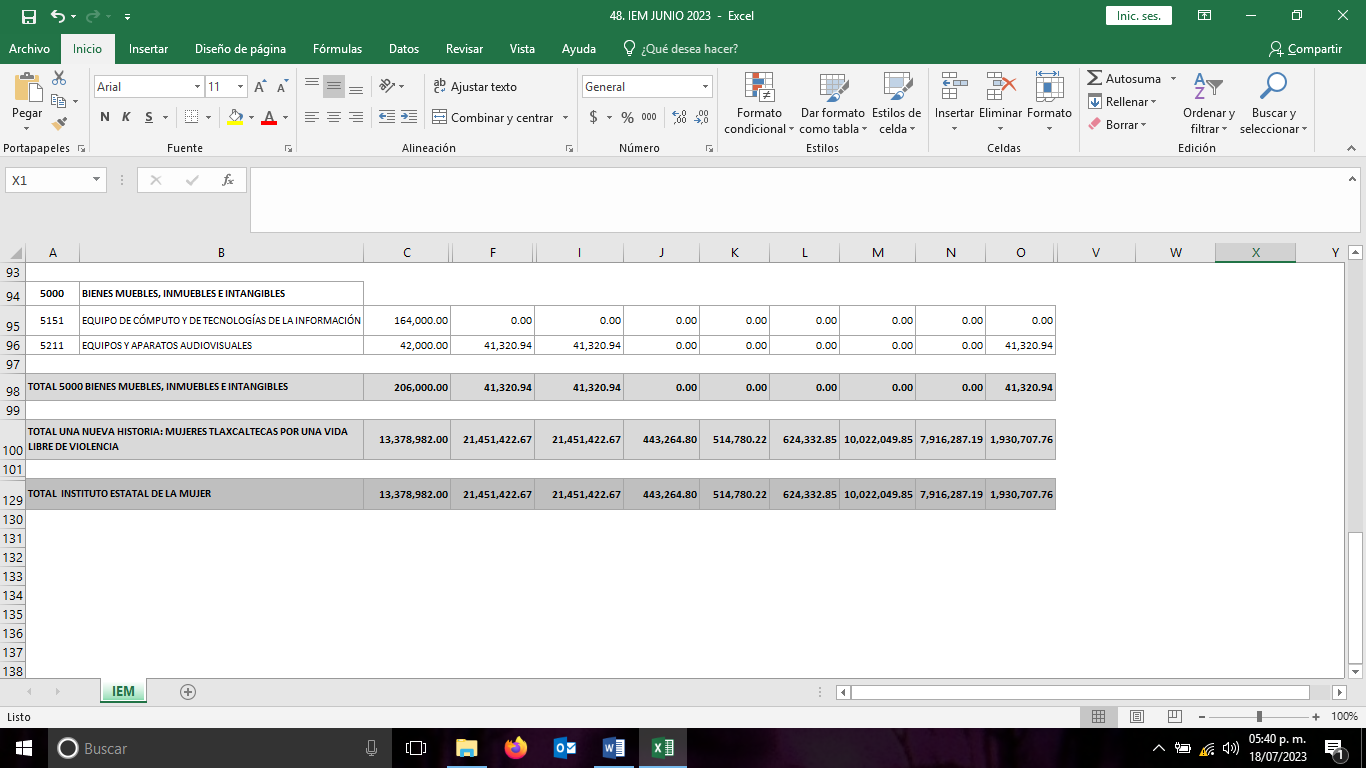 48. IEM JUNIO 2023 - Excel
Inic. ses.
Archivo Inicio Insertar Diseño de página Fórmulas Datos Revisar Vista Ayuda ¿Qué desea hacer? Compartir
Pegar
Arial 11
N K S A
ab Ajustar texto
Combinar y centrar
General
$ % 000
Formato condicional
Dar formato como tabla
Estilos de celda
Insertar Eliminar Formato
Autosuma
Rellenar
Borrar
Ordenar y filtrar
Buscar y seleccionar
Portapapeles Fuente Alineación Número Estilos Celdas Edición
X1 fx
A B C F I J K L M N O V W X Y
93
94 5000 BIENES MUEBLES, INMUEBLES E INTANGIBLES
95 5151 EQUIPO DE CÓMPUTO Y DE TECNOLOGÍAS DE LA INFORMACIÓN 164,000.00 0.00 0.00 0.00 0.00 0.00 0.00 0.00 0.00
96 5211 EQUIPOS Y APARATOS AUDIOVISUALES 42,000.00 41,320.94 41,320.94 0.00 0.00 0.00 0.00 0.00 41,320.94
97
98 TOTAL 5000 BIENES MUEBLES, INMUEBLES E INTANGIBLES 206,000.00 41,320.94 41,320.94 0.00 0.00 0.00 0.00 0.00 41,320.94
99
TOTAL UNA NUEVA HISTORIA: MUJERES TLAXCALTECAS POR UNA VIDA
100 LIBRE DE VIOLENCIA 13,378,982.00 21,451,422.67 21,451,422.67 443,264.80 514,780.22 624,332.85 10,022,049.85 7,916,287.19 1,930,707.76
101
129 TOTAL INSTITUTO ESTATAL DE LA MUJER 13,378,982.00 21,451,422.67 21,451,422.67 443,264.80 514,780.22 624,332.85 10,022,049.85 7,916,287.19 1,930,707.76
130
131
132
133
134
135
136
137
138
IEM
Listo 100%
Buscar
05:40 p. m.
18/07/2023
1